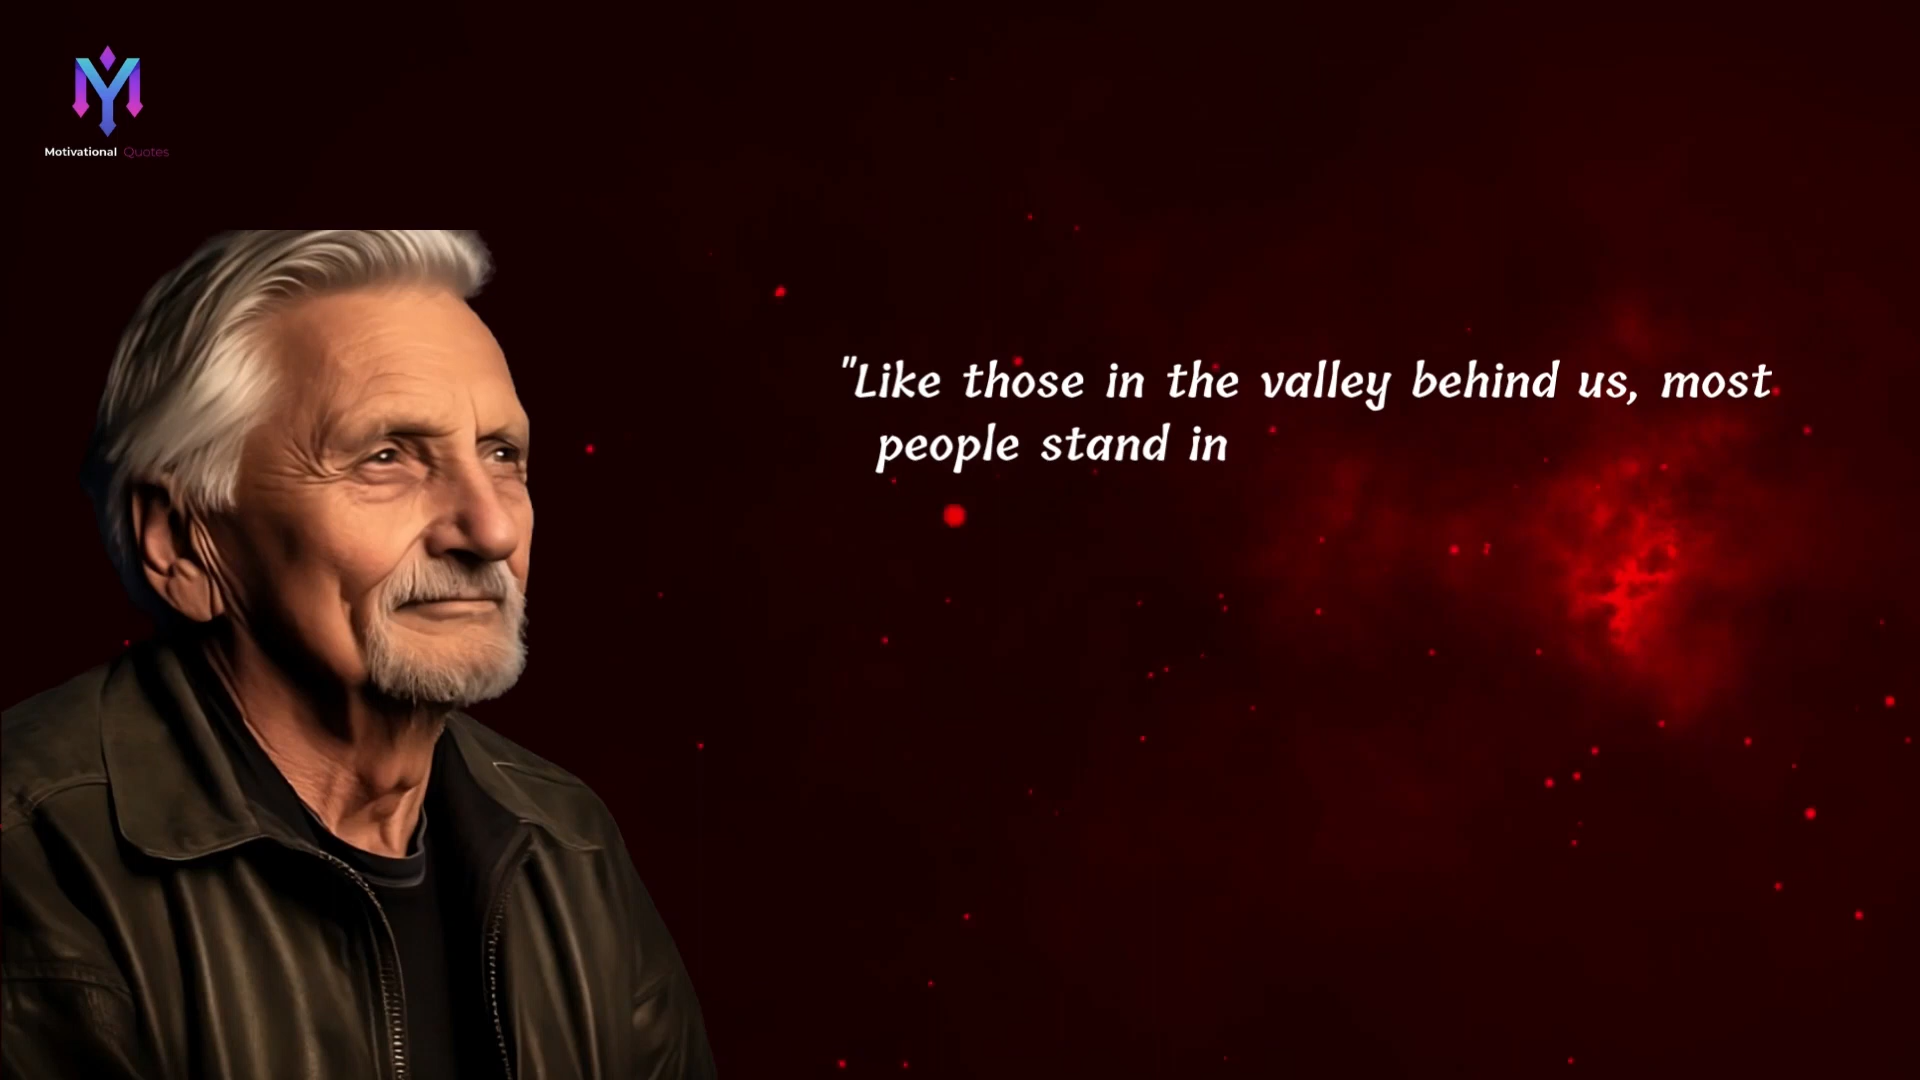 Motivational Quotes
"Like those in the valley behind us, most
people stand in